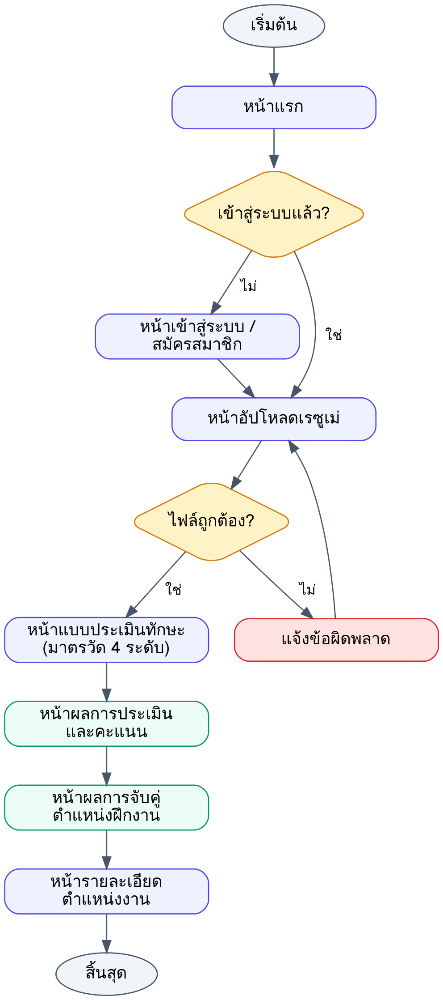 เริ่มต้น
หน้าแรก
เข้าสู่ระบบแล้ว?
ไม่
หน้าเข้าสู่ระบบ /
สมัครสมาชิก
ใช่
หน้าอัปโหลดเรซูเม่
ไฟล์ถูกต้อง?
ใช่
ไม่
หน้าแบบประเมินทักษะ
(มาตรวัด 4 ระดับ)
แจ้งข้อผิดพลาด
หน้าผลการประเมิน
และคะแนน
หน้าผลการจับคู่
ตำแหน่งฝึกงาน
หน้ารายละเอียด
ตำแหน่งงาน
สิ้นสุด